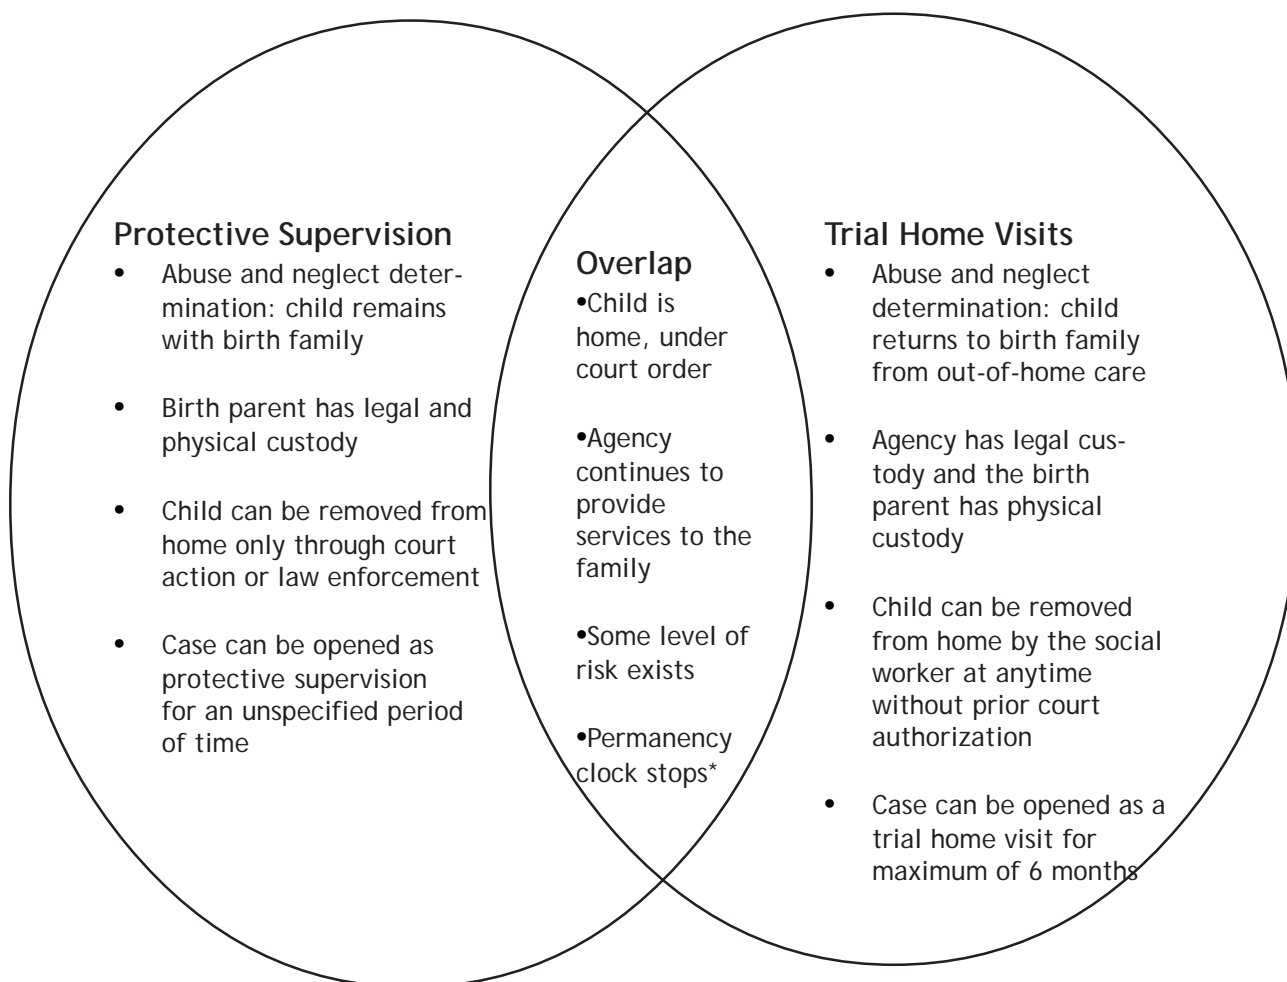 Protective Supervision
• Abuse and neglect deter-
mination: child remains
with birth family
• Birth parent has legal and
physical custody
• Child can be removed from
home only through court
action or law enforcement
• Case can be opened as
protective supervision
for an unspecified period
of time
Overlap
•Child is
home, under
court order
•Agency
continues to
provide
services to the
family
•Some level of
risk exists
•Permanency
clock stops*
Trial Home Visits
• Abuse and neglect
determination: child
returns to birth family
from out-of-home care
• Agency has legal cus-
tody and the birth
parent has physical
custody
• Child can be removed
from home by the social
worker at anytime
without prior court
authorization
• Case can be opened as a
trial home visit for
maximum of 6 months